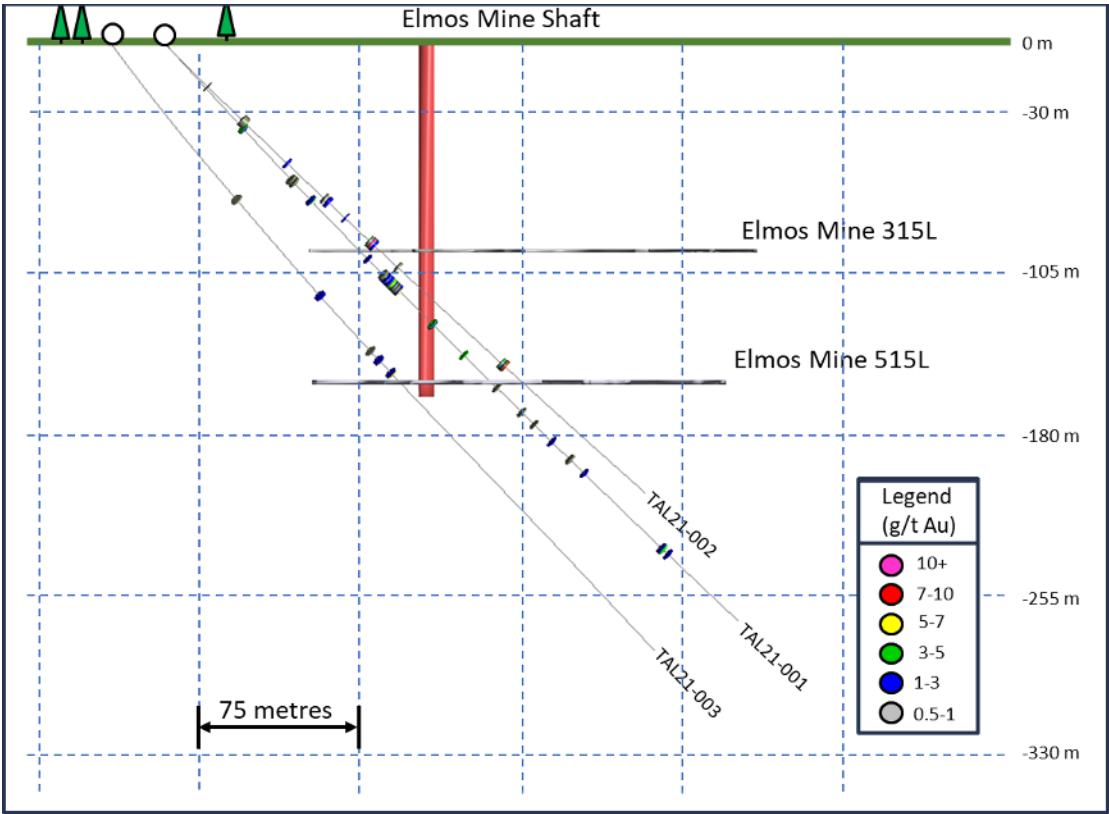 Elmos Mine Shaft
0 m
-30 m
Elmos Mine 315L
-105 m
Elmos Mine 515L
-180 m
TAL21-002
TAL21-001
TAL21-003
Legend
(g/t Au)
10+
7-10
5-7
3-5
1-3
0.5-1
-255 m
75 metres
-330 m